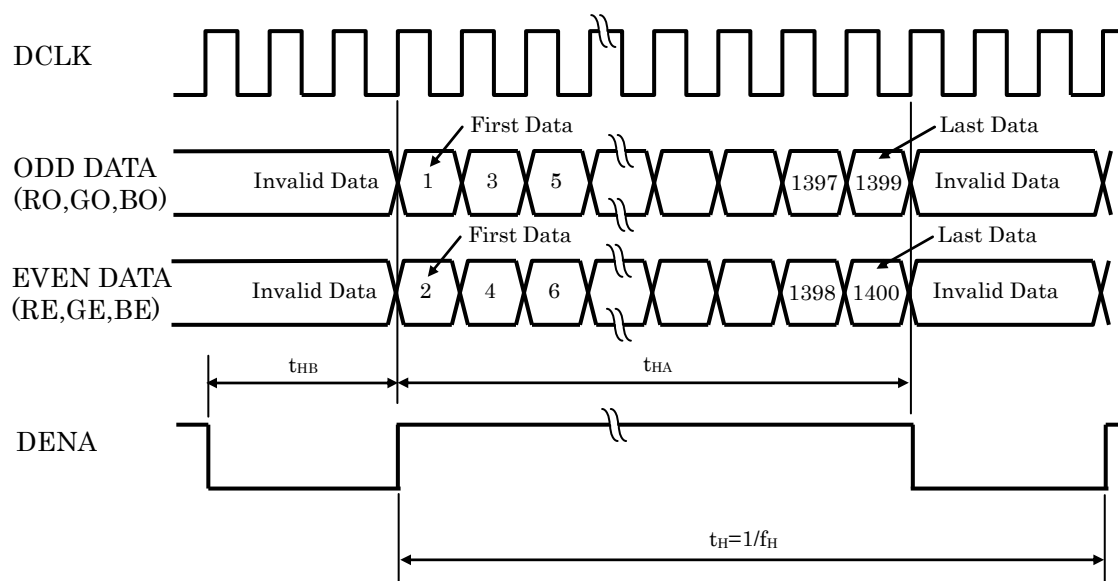 DCLK
First Data
Last Data
ODD DATA
(RO,GO,BO)
Invalid Data
1
3
5
1397
1399
Invalid Data
First Data
Last Data
EVEN DATA
(RE,GE,BE)
Invalid Data
2
4
6
1398
1400
Invalid Data
tHB
tHA
DENA
tH=1/fH